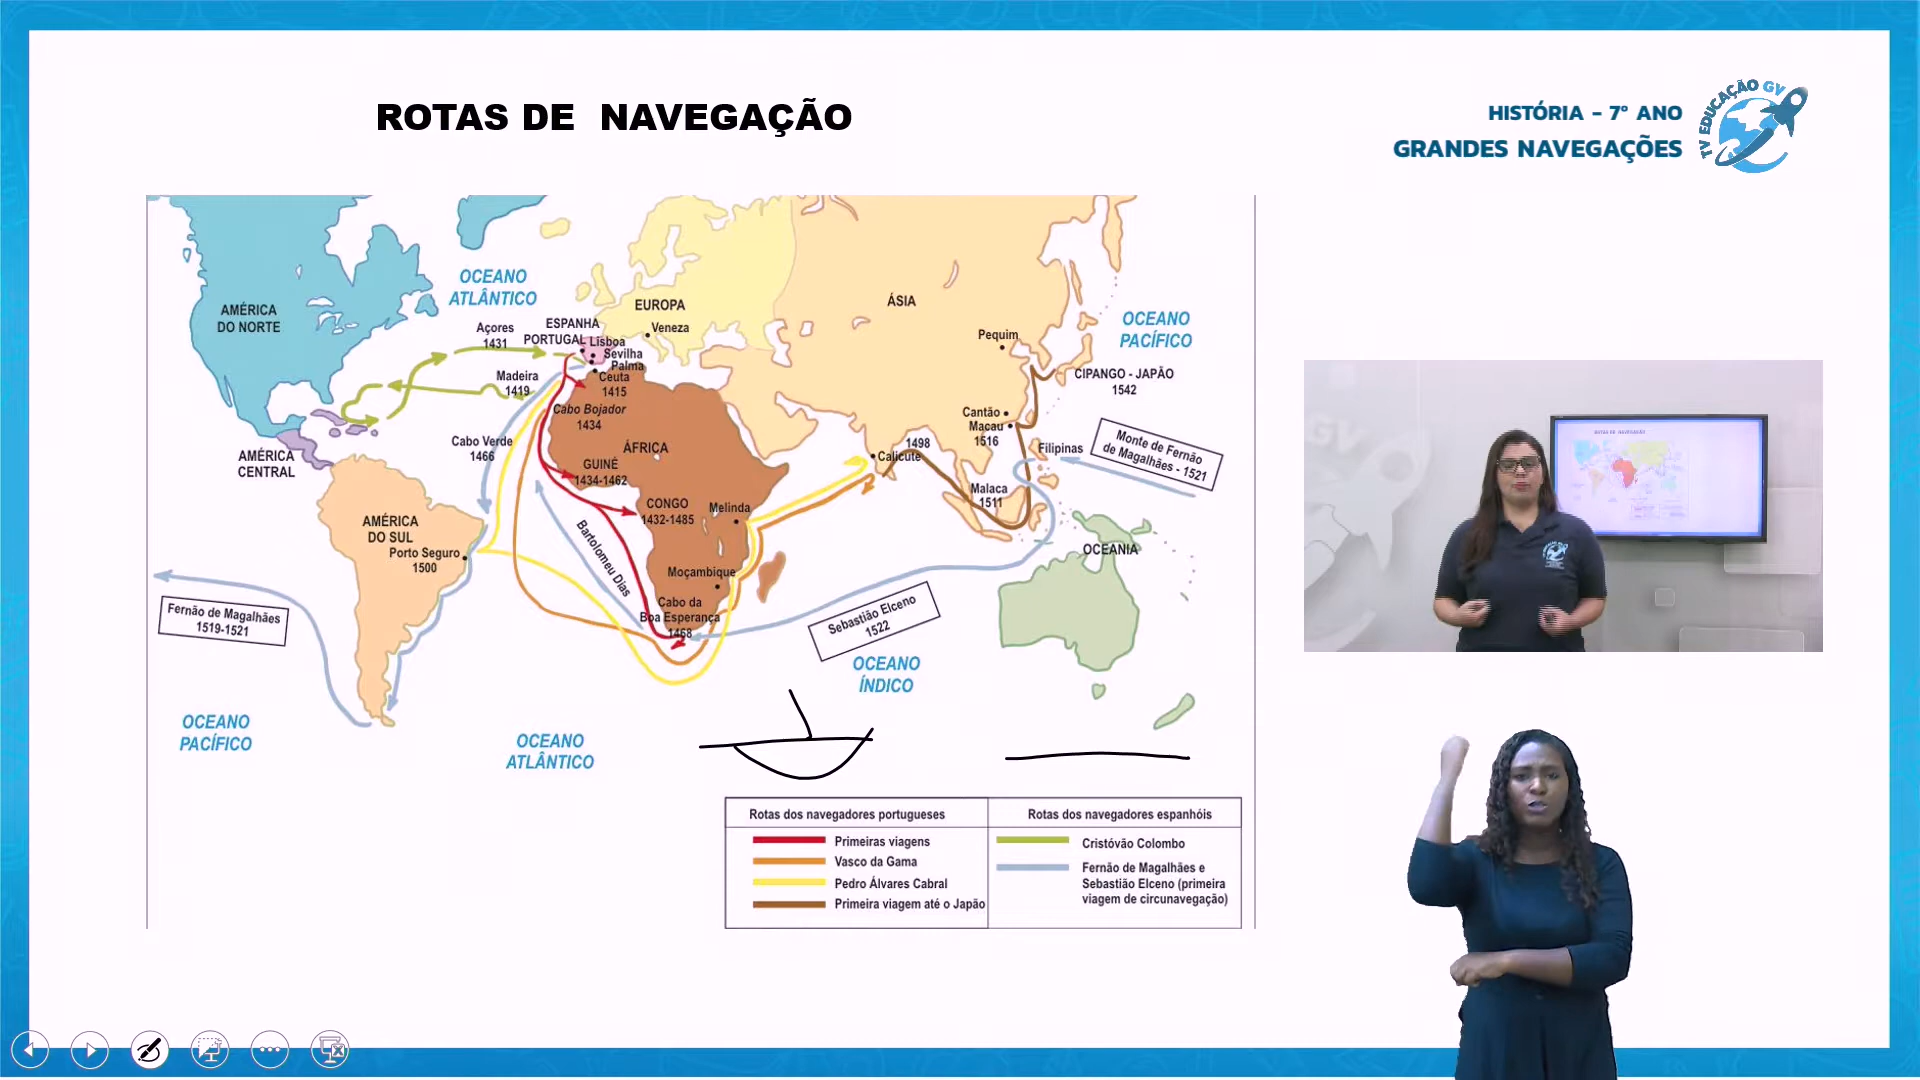 ROTAS DE NAVEGAÇÃO
HISTÓRIA - 7º ANO
GRANDES NAVEGAÇÕES
TV EDUCAÇÃO GV
OCEANO
ATLÂNTICO
AMÉRICA
DO NORTE
EUROPA
ÁSIA
ESPANHA
PORTUGAL
Lisboa
Sevilha
Palma
Ceuta
1415
Veneza
Açores
1431
Madeira
1419
Cabo Bojador
1434
Pequim
OCEANO
PACÍFICO
CIPANGO - JAPÃO
1542
Cantão
Macau
1516
Monte de Fernão
de Magalhães - 1521
Filipinas
1498
Calicute
Malaca
1511
AMÉRICA
CENTRAL
Cabo Verde
1466
ÁFRICA
GUINÉ
1434-1462
CONGO
1432-1485
Melinda
AMÉRICA
DO SUL
Porto Seguro
1500
Bartolomeu Dias
Moçambique
OCEANIA
Fernão de Magalhães
1519-1521
Cabo da
Boa Esperança
1468
Sebastião Elceno
1522
OCEANO
ÍNDICO
OCEANO
PACÍFICO
OCEANO
ATLÂNTICO
Rotas dos navegadores portugueses
Primeiras viagens
Vasco da Gama
Pedro Álvares Cabral
Primeira viagem até o Japão
Rotas dos navegadores espanhóis
Cristóvão Colombo
Fernão de Magalhães e
Sebastião Elceno (primeira
viagem de circunavegação)
GV
ROTAS DE NAVEGAÇÃO